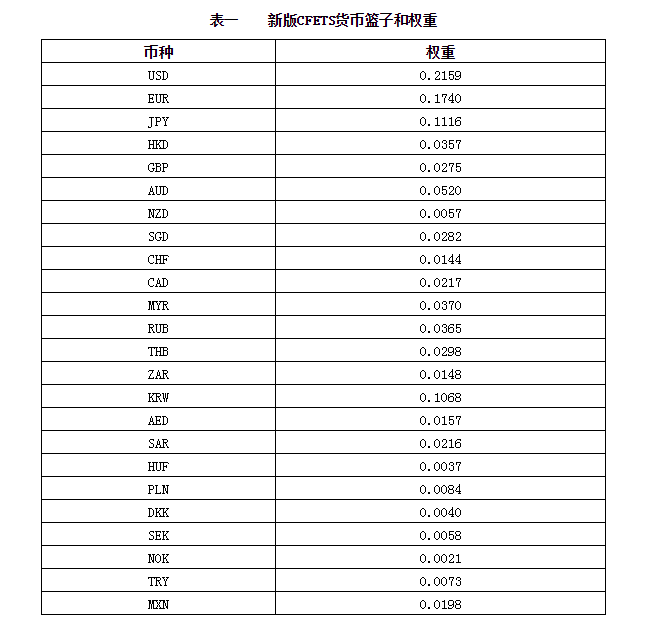 表一 新版CFETS货币篮子和权重
币种 权重
USD 0.2159
EUR 0.1740
JPY 0.1116
HKD 0.0357
GBP 0.0275
AUD 0.0520
NZD 0.0057
SGD 0.0282
CHF 0.0144
CAD 0.0217
MYR 0.0370
RUB 0.0365
THB 0.0298
ZAR 0.0148
KRW 0.1068
AED 0.0157
SAR 0.0216
HUF 0.0037
PLN 0.0084
DKK 0.0040
SEK 0.0058
NOK 0.0021
TRY 0.0073
MXN 0.0198